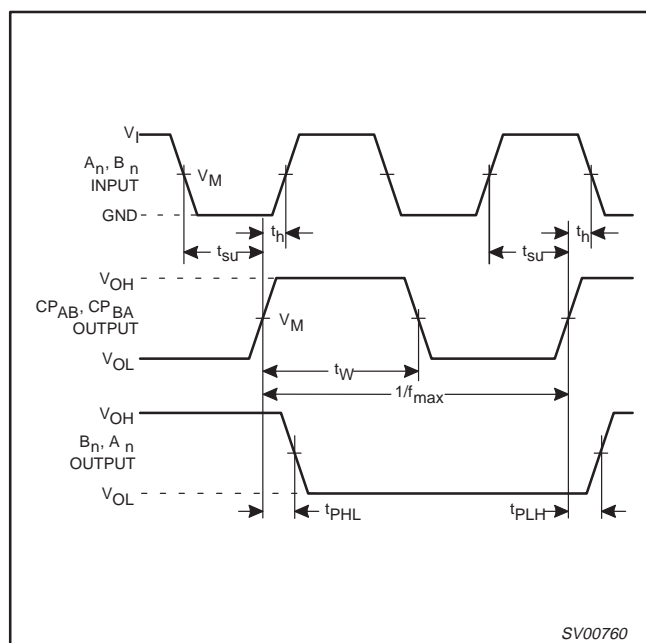 VI
An, Bn
INPUT
VM
GND
tsu
th
tsu
th
VOH
CPAB, CPBA
OUTPUT
VM
VOL
tW
1/fmax
VOH
Bn, An
OUTPUT
VOL
tPHL
tPLH
SV00760